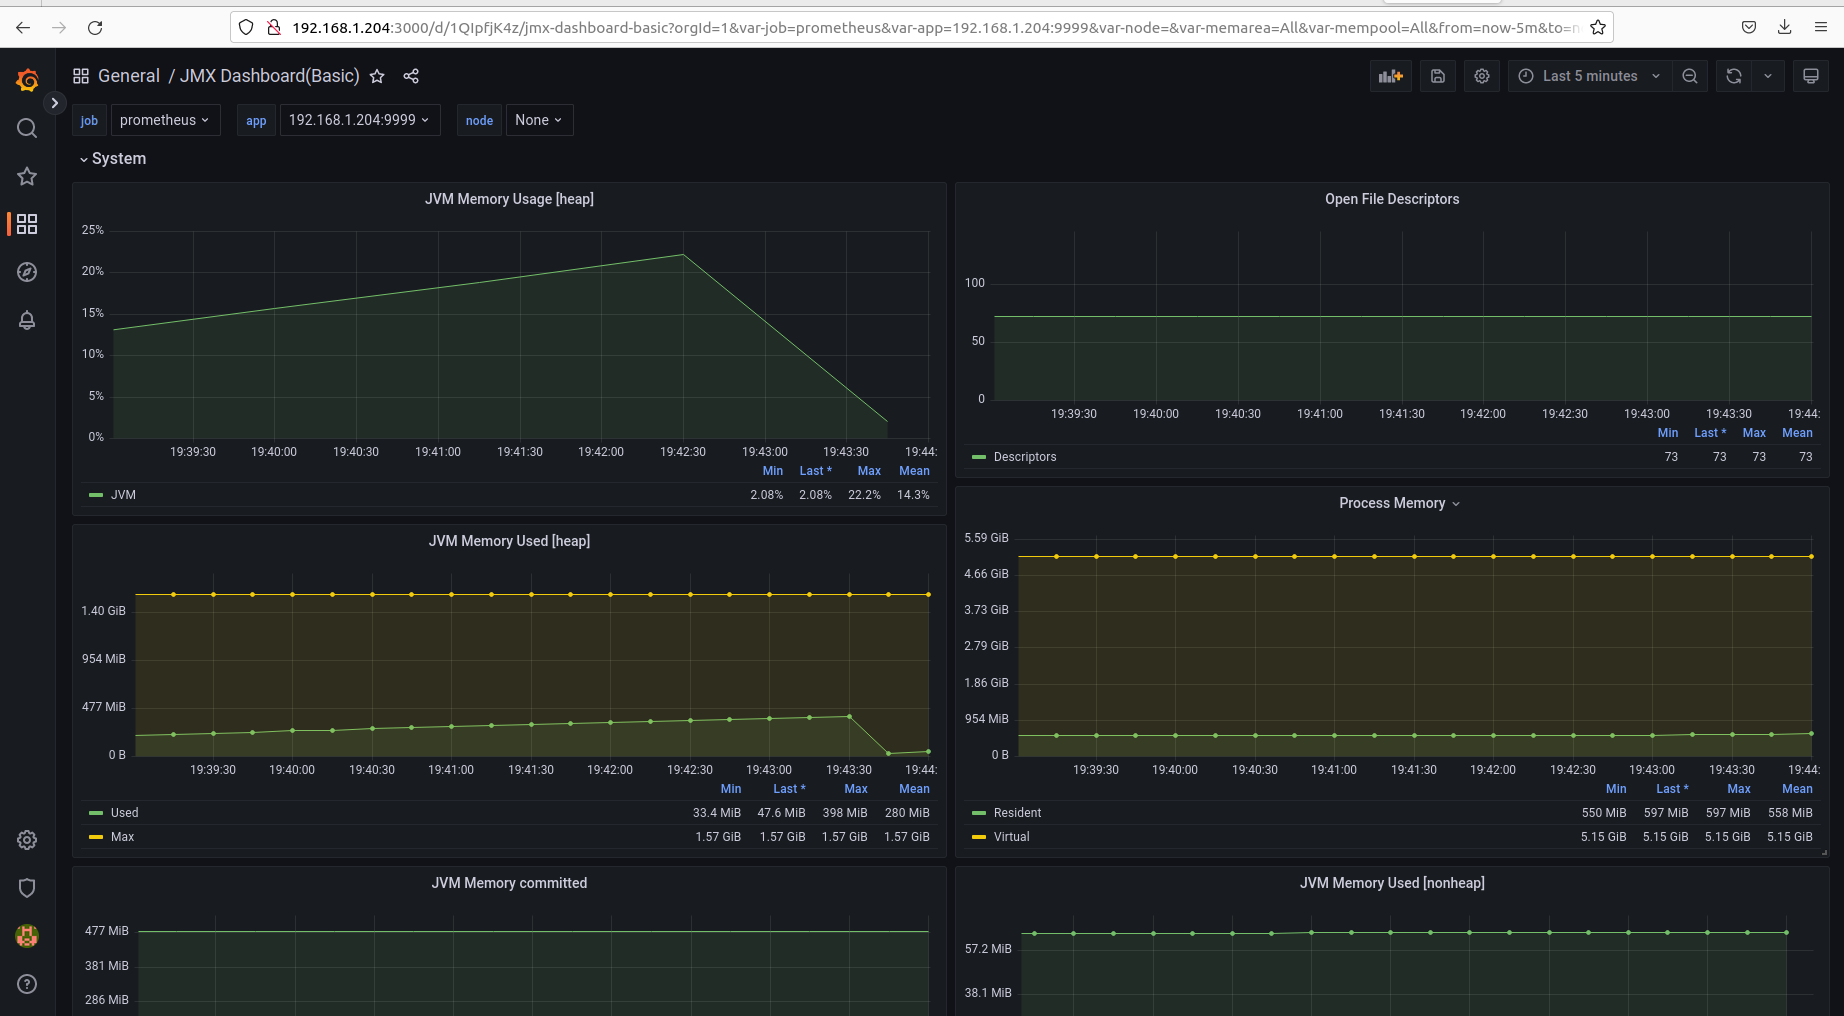 192.168.1.204:3000/d/1QIpfjK4z/jmx-dashboard-basic?orgId=1&var-job=prometheus&var-app=192.168.1.204:9999&var-node=&var-memarea=All&var-mempool=All&from=now-5m&to=n
General / JMX Dashboard(Basic)
Last 5 minutes
job prometheus app 192.168.1.204:9999 node None
System
JVM Memory Usage [heap]
25%
20%
15%
10%
5%
0%
19:39:30 19:40:00 19:40:30 19:41:00 19:41:30 19:42:00 19:42:30 19:43:00 19:43:30 19:44:
Min Last * Max Mean
JVM 2.08% 2.08% 22.2% 14.3%
Open File Descriptors
100
50
0
19:39:30 19:40:00 19:40:30 19:41:00 19:41:30 19:42:00 19:42:30 19:43:00 19:43:30 19:44:
Min Last * Max Mean
Descriptors 73 73 73 73
JVM Memory Used [heap]
1.40 GiB
954 MiB
477 MiB
0 B
19:39:30 19:40:00 19:40:30 19:41:00 19:41:30 19:42:00 19:42:30 19:43:00 19:43:30 19:44:
Min Last * Max Mean
Used 33.4 MiB 47.6 MiB 398 MiB 280 MiB
Max 1.57 GiB 1.57 GiB 1.57 GiB 1.57 GiB
Process Memory
5.59 GiB
4.66 GiB
3.73 GiB
2.79 GiB
1.86 GiB
954 MiB
0 B
19:39:30 19:40:00 19:40:30 19:41:00 19:41:30 19:42:00 19:42:30 19:43:00 19:43:30 19:44:
Min Last * Max Mean
Resident 550 MiB 597 MiB 597 MiB 558 MiB
Virtual 5.15 GiB 5.15 GiB 5.15 GiB 5.15 GiB
JVM Memory committed
477 MiB
381 MiB
286 MiB
JVM Memory Used [nonheap]
57.2 MiB
38.1 MiB